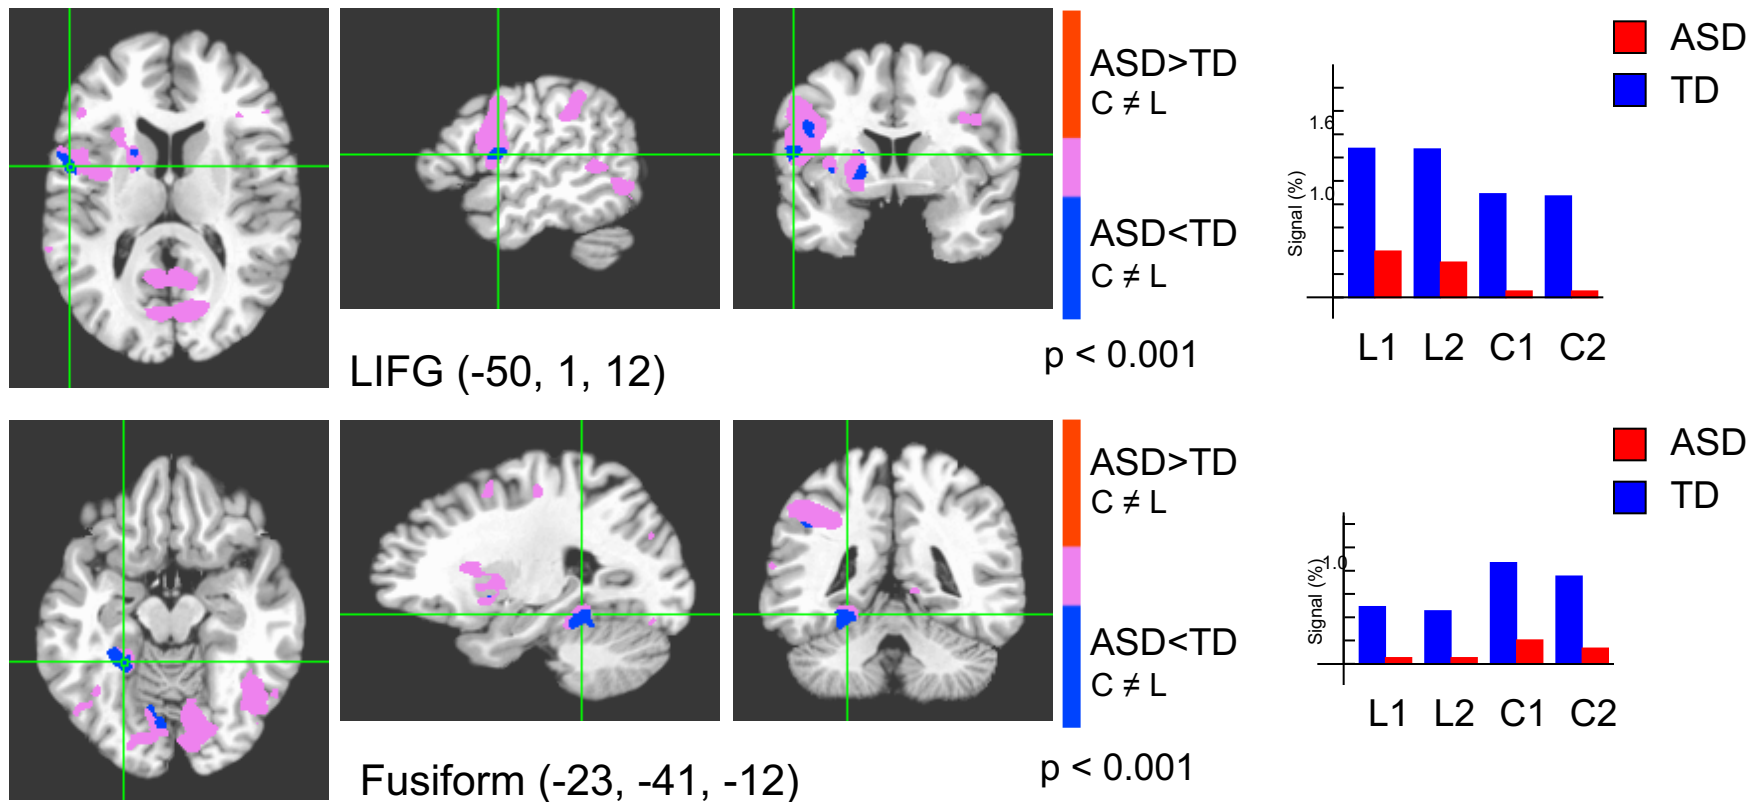 ASD>TD
C ≠ L
ASD<TD
C ≠ L
p < 0.001
LIFG (-50, 1, 12)
ASD
TD
1.6
1.0
Signal (%)
L1 L2 C1 C2
ASD>TD
C ≠ L
ASD<TD
C ≠ L
p < 0.001
Fusiform (-23, -41, -12)
ASD
TD
1.0
Signal (%)
L1 L2 C1 C2